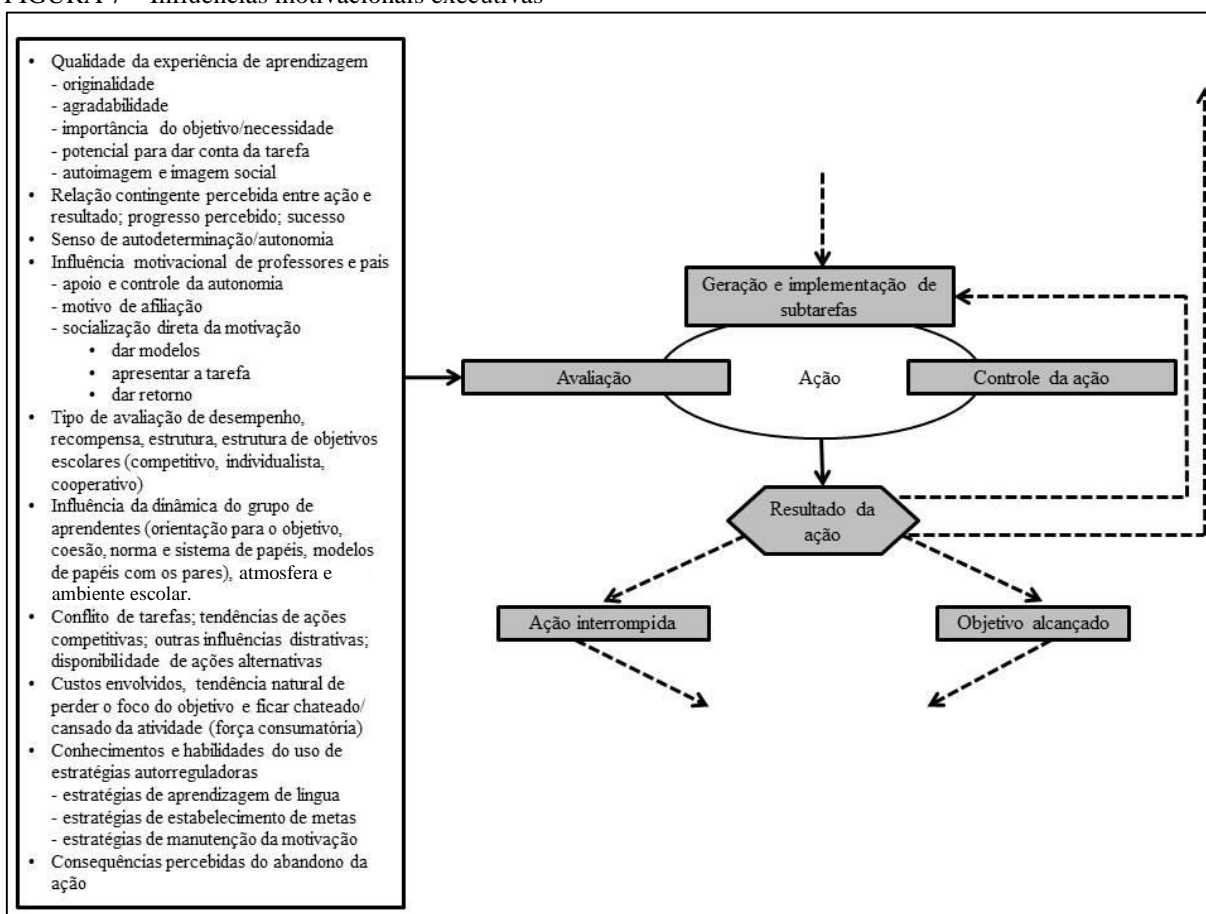 FIGURA 7 – Influências motivacionais executivas
• Qualidade da experiência de aprendizagem
- originalidade
- agradabilidade
- importância do objetivo/necessidade
- potencial para dar conta da tarefa
- autoimagem e imagem social
• Relação contingente percebida entre ação e
resultado; progresso percebido; sucesso
• Senso de autodeterminação/autonomia
• Influência motivacional de professores e pais
- apoio e controle da autonomia
- motivo de afiliação
- socialização direta da motivação
• dar modelos
• apresentar a tarefa
• dar retorno
• Tipo de avaliação de desempenho,
recompensa, estrutura, estrutura de objetivos
escolares (competitivo, individualista,
cooperativo)
• Influência da dinâmica do grupo de
aprendentes (orientação para o objetivo,
coesão, norma e sistema de papéis, modelos
de papéis com os pares), atmosfera e
ambiente escolar.
• Conflito de tarefas; tendências de ações
competitivas; outras influências distrativas;
disponibilidade de ações alternativas
• Custos envolvidos, tendência natural de
perder o foco do objetivo e ficar chateado/
cansado da atividade (força consumatória)
• Conhecimentos e habilidades do uso de
estratégias autorreguladoras
- estratégias de aprendizagem de língua
- estratégias de estabelecimento de metas
- estratégias de manutenção da motivação
• Consequências percebidas do abandono da
ação
Geração e implementação de
subtarefas
Avaliação
Ação
Controle da ação
Resultado da
ação
Ação interrompida
Objetivo alcançado